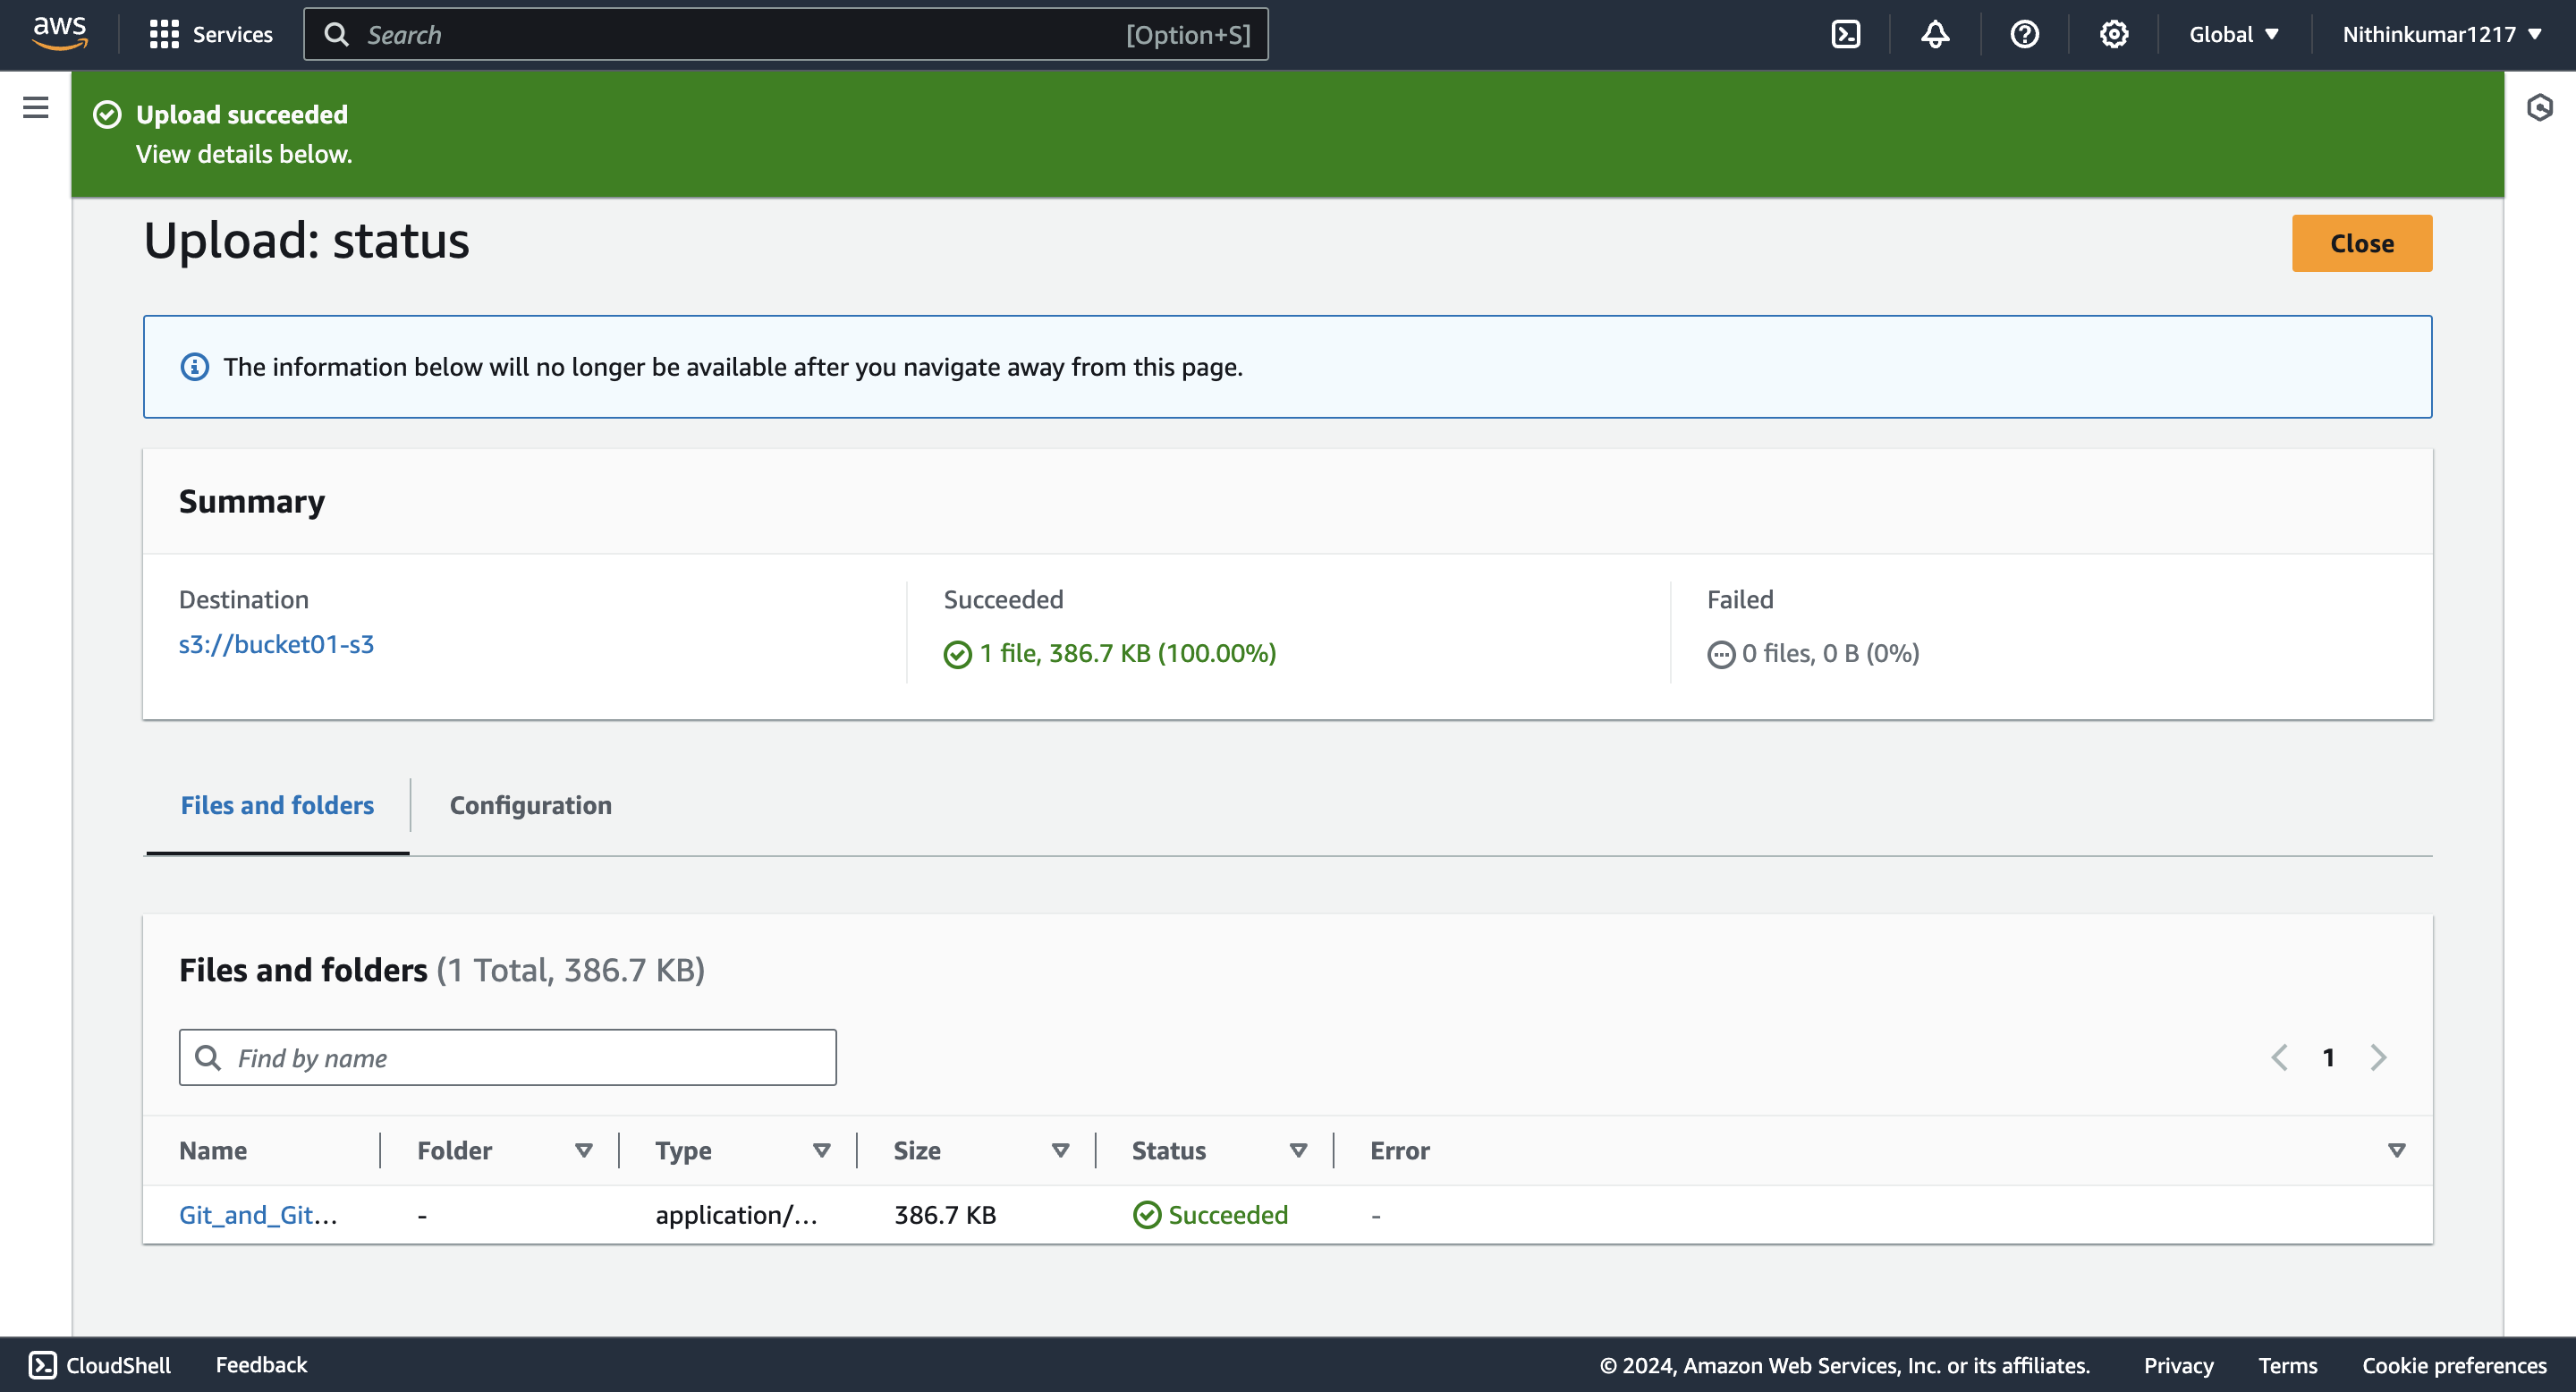 aws
Services
Search
[Option+S]
Global
Nithinkumar1217
Upload succeeded
View details below.
Upload: status
Close
The information below will no longer be available after you navigate away from this page.
Summary
Destination
s3://bucket01-s3
Succeeded
1 file, 386.7 KB (100.00%)
Failed
0 files, 0 B (0%)
Files and folders
Configuration
Files and folders (1 Total, 386.7 KB)
Find by name
1
Name
Folder
Type
Size
Status
Error
Git_and_Git...
-
application/...
386.7 KB
Succeeded
-
CloudShell
Feedback
© 2024, Amazon Web Services, Inc. or its affiliates.
Privacy
Terms
Cookie preferences